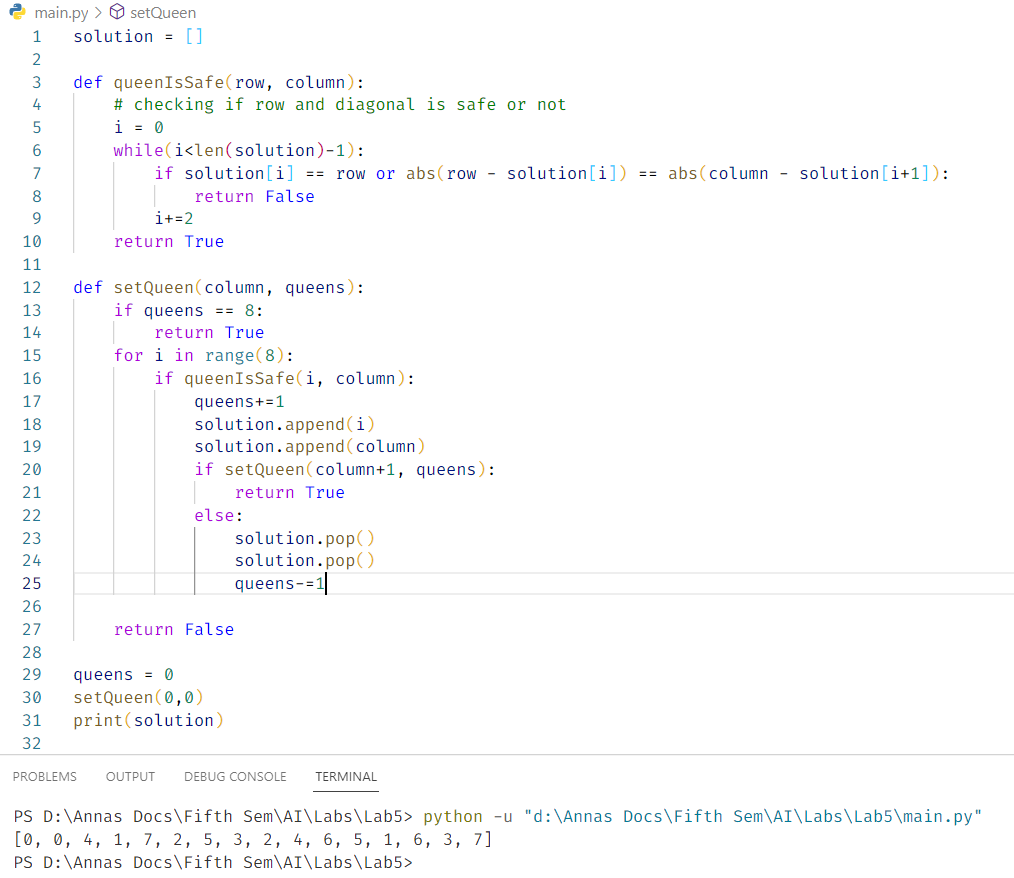 main.py > setQueen
1 solution = []
2
3 def queenIsSafe(row, column):
4     # checking if row and diagonal is safe or not
5     i = 0
6     while(i<len(solution)-1):
7         if solution[i] == row or abs(row - solution[i]) == abs(column - solution[i+1]):
8             return False
9         i+=2
10     return True
11
12 def setQueen(column, queens):
13     if queens == 8:
14         return True
15     for i in range(8):
16         if queenIsSafe(i, column):
17             queens+=1
18             solution.append(i)
19             solution.append(column)
20             if setQueen(column+1, queens):
21                 return True
22             else:
23                 solution.pop()
24                 solution.pop()
25                 queens-=1
26
27     return False
28
29 queens = 0
30 setQueen(0,0)
31 print(solution)
32
PROBLEMS OUTPUT DEBUG CONSOLE TERMINAL
PS D:\Annas Docs\Fifth Sem\AI\Labs\Lab5> python -u "d:\Annas Docs\Fifth Sem\AI\Labs\Lab5\main.py"
[0, 0, 4, 1, 7, 2, 5, 3, 2, 4, 6, 5, 1, 6, 3, 7]
PS D:\Annas Docs\Fifth Sem\AI\Labs\Lab5>